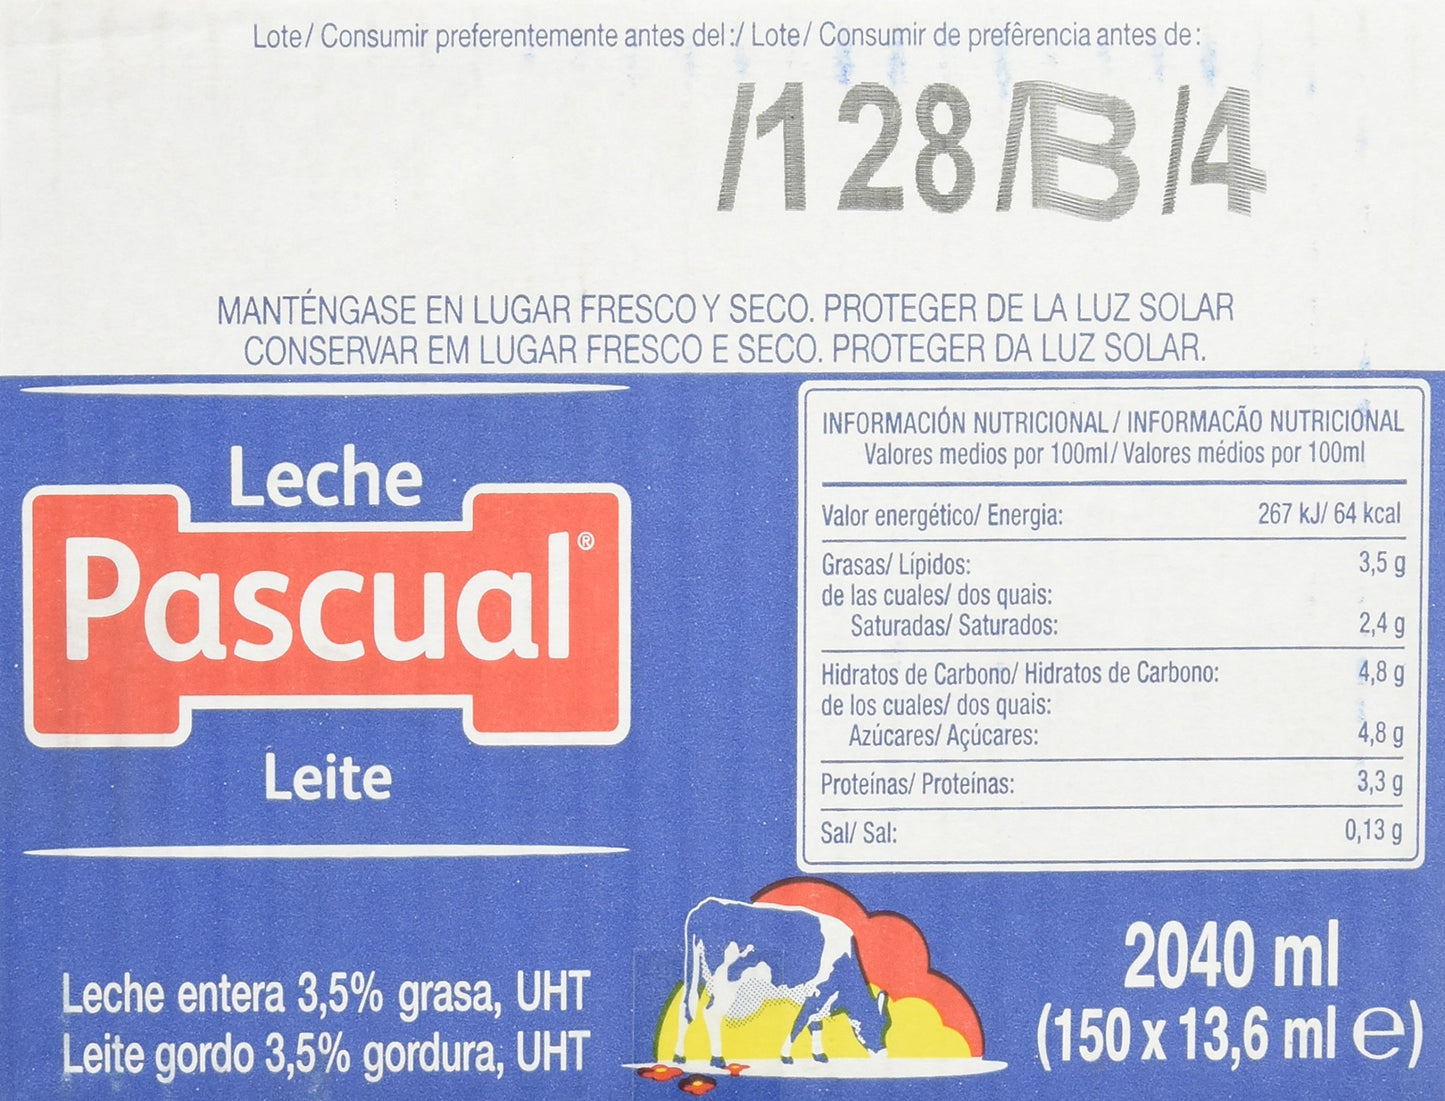 Lote/ Consumir preferentemente antes del:/ Lote/ Consumir de preferência antes de:
/128/B/4
MANTÉNGASE EN LUGAR FRESCO Y SECO. PROTEGER DE LA LUZ SOLAR
CONSERVAR EM LUGAR FRESCO E SECO. PROTEGER DA LUZ SOLAR.
Leche
Pascual®
Leite
INFORMACIÓN NUTRICIONAL/ INFORMACÃO NUTRICIONAL
Valores medios por 100ml/ Valores médios por 100ml
Valor energético/ Energia: 267 kJ/ 64 kcal
Grasas/ Lípidos: 3,5 g
de las cuales/ dos quais:
Saturadas/ Saturados: 2,4 g
Hidratos de Carbono/ Hidratos de Carbono: 4,8 g
de los cuales/ dos quais:
Azúcares/ Açúcares: 4,8 g
Proteínas/ Proteínas: 3,3 g
Sal/ Sal: 0,13 g
Leche entera 3,5% grasa, UHT
Leite gordo 3,5% gordura, UHT
2040 ml
(150 x 13,6 ml ℮)